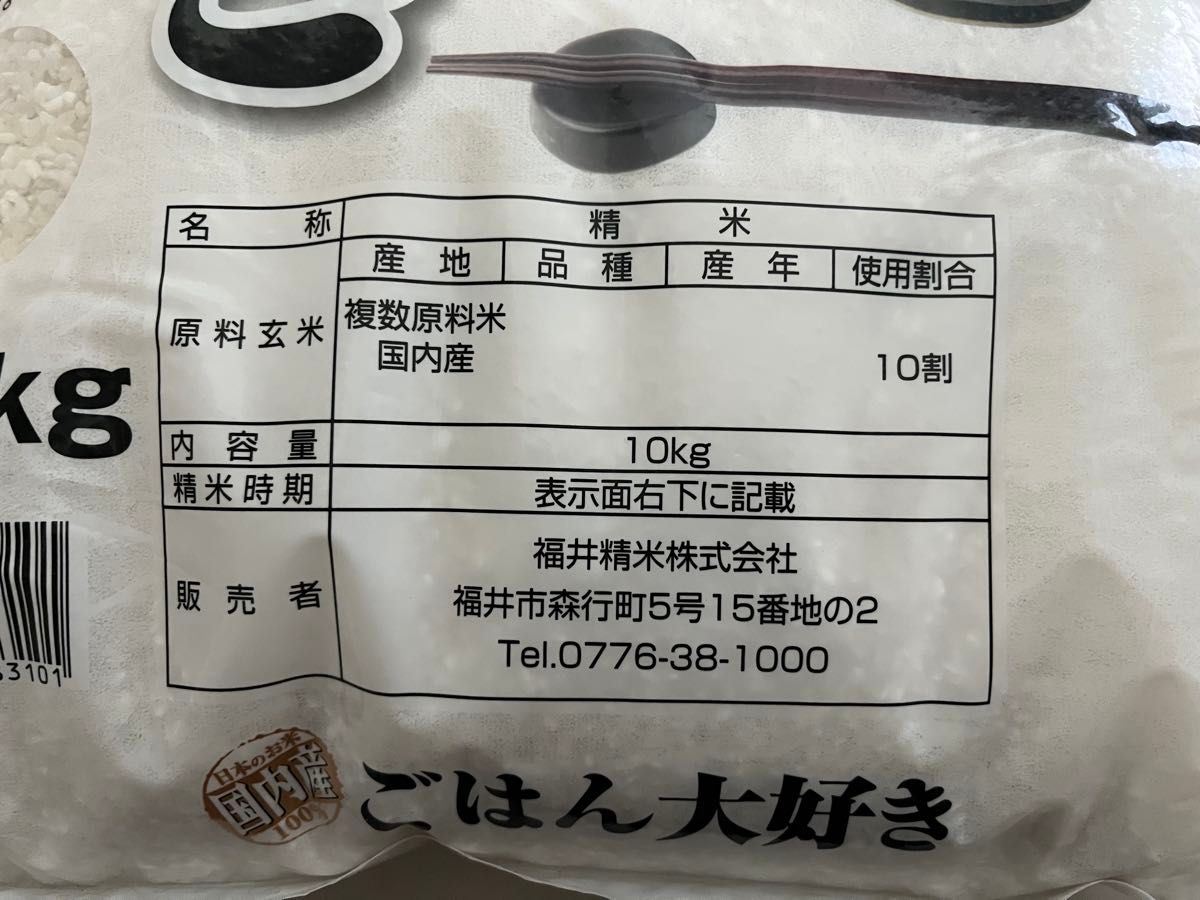 名称 精米
産地 品種 産年 使用割合
原料玄米 複数原料米
国内産 10割
内容量 10kg
精米時期 表示面右下に記載
販売者 福井精米株式会社
福井市森行町5号15番地の2
Tel.0776-38-1000
kg
3101
日本のお米
国内産
100%
ごはん大好き